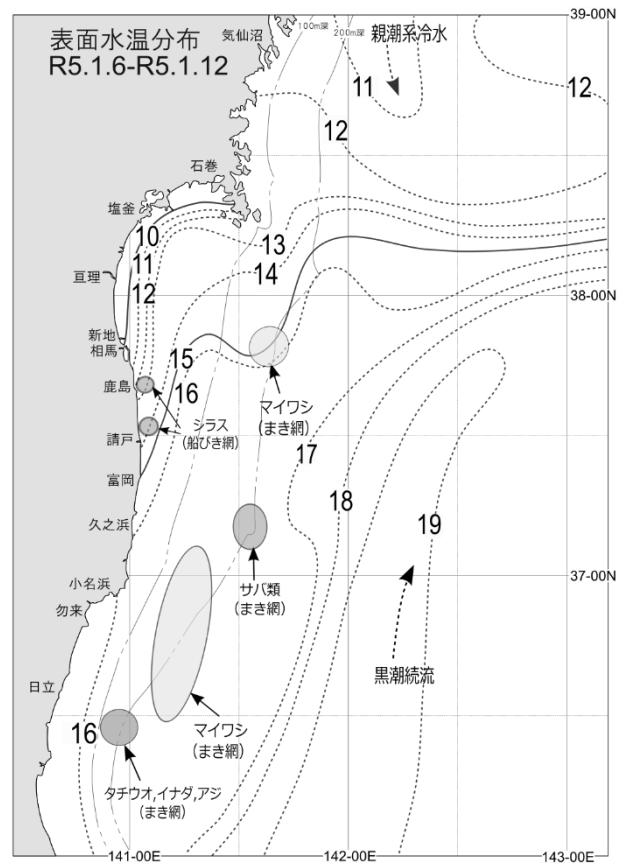 表面水温分布
R5.1.6-R5.1.12
気仙沼
100m深
200m深
親潮系冷水
39-00N
11
12
12
石巻
塩釜
10
13
11
14
亘理
12
38-00N
新地
相馬
15
鹿島
16
マイワシ
(まき網)
シラス
(船びき網)
請戸
17
富岡
18
19
久之浜
サバ類
(まき網)
37-00N
小名浜
勿来
黒潮続流
日立
マイワシ
(まき網)
16
タチウオ,イナダ,アジ
(まき網)
141-00E
142-00E
143-00E